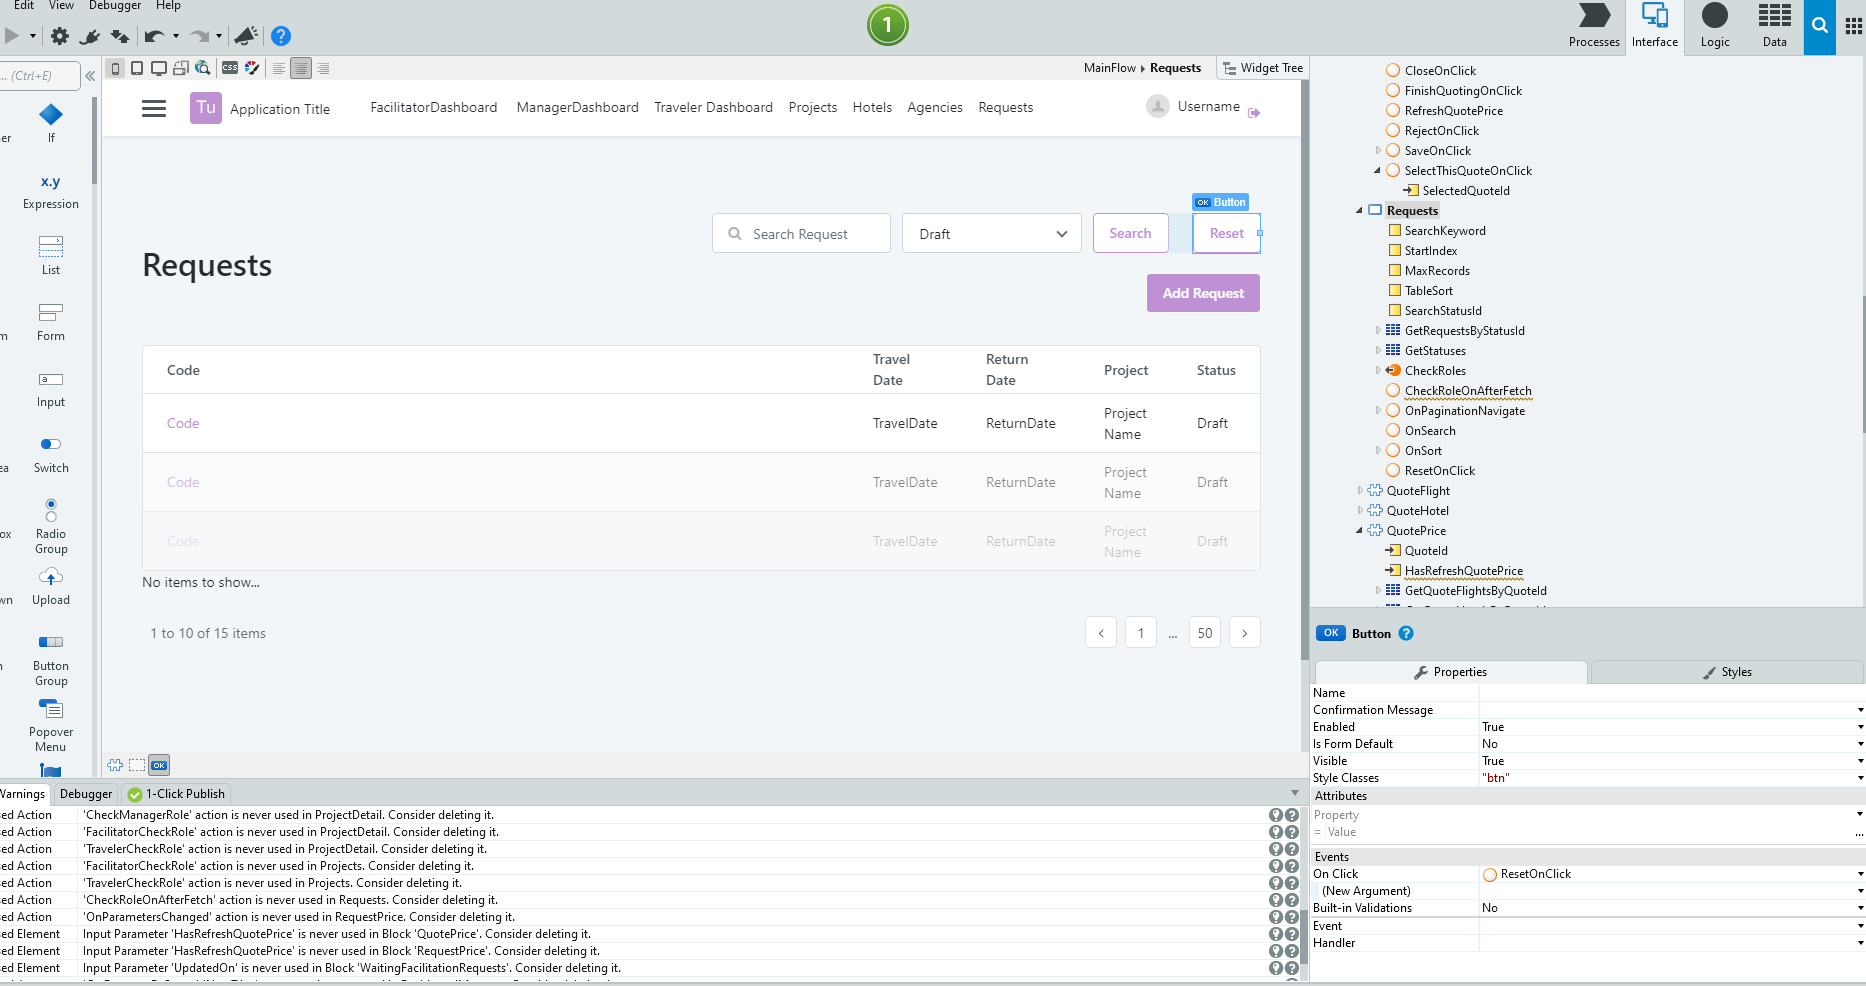 Edit View Debugger Help
1
Processes Interface Logic Data
... (Ctrl+E)
CSS
MainFlow Requests
Widget Tree
If
x.y
Expression
List
Form
a
Input
Switch
Radio
Group
Upload
Button
Group
Popover
Menu
Tu Application Title FacilitatorDashboard ManagerDashboard Traveler Dashboard Projects Hotels Agencies Requests Username
OK Button
Search Request Draft Search Reset
Requests
Add Request
Code Travel Date Return Date Project Status
Code TravelDate ReturnDate Project Name Draft
Code TravelDate ReturnDate Project Name Draft
Code TravelDate ReturnDate Project Name Draft
No items to show...
1 to 10 of 15 items
1 ... 50
OK
CloseOnClick
FinishQuotingOnClick
RefreshQuotePrice
RejectOnClick
SaveOnClick
SelectThisQuoteOnClick
SelectedQuoteId
Requests
SearchKeyword
StartIndex
MaxRecords
TableSort
SearchStatusId
GetRequestsByStatusId
GetStatuses
CheckRoles
CheckRoleOnAfterFetch
OnPaginationNavigate
OnSearch
OnSort
ResetOnClick
QuoteFlight
QuoteHotel
QuotePrice
QuoteId
HasRefreshQuotePrice
GetQuoteFlightsByQuoteId
OK Button
Properties Styles
Name
Confirmation Message
Enabled True
Is Form Default No
Visible True
Style Classes "btn"
Attributes
Property
= Value ...
Events
On Click ResetOnClick
(New Argument)
Built-in Validations No
Event
Handler
Warnings Debugger 1-Click Publish
ed Action 'CheckManagerRole' action is never used in ProjectDetail. Consider deleting it.
ed Action 'FacilitatorCheckRole' action is never used in ProjectDetail. Consider deleting it.
ed Action 'TravelerCheckRole' action is never used in ProjectDetail. Consider deleting it.
ed Action 'FacilitatorCheckRole' action is never used in Projects. Consider deleting it.
ed Action 'TravelerCheckRole' action is never used in Projects. Consider deleting it.
ed Action 'CheckRoleOnAfterFetch' action is never used in Requests. Consider deleting it.
ed Action 'OnParametersChanged' action is never used in RequestPrice. Consider deleting it.
ed Element Input Parameter 'HasRefreshQuotePrice' is never used in Block 'QuotePrice'. Consider deleting it.
ed Element Input Parameter 'HasRefreshQuotePrice' is never used in Block 'RequestPrice'. Consider deleting it.
ed Element Input Parameter 'UpdatedOn' is never used in Block 'WaitingFacilitationRequests'. Consider deleting it.